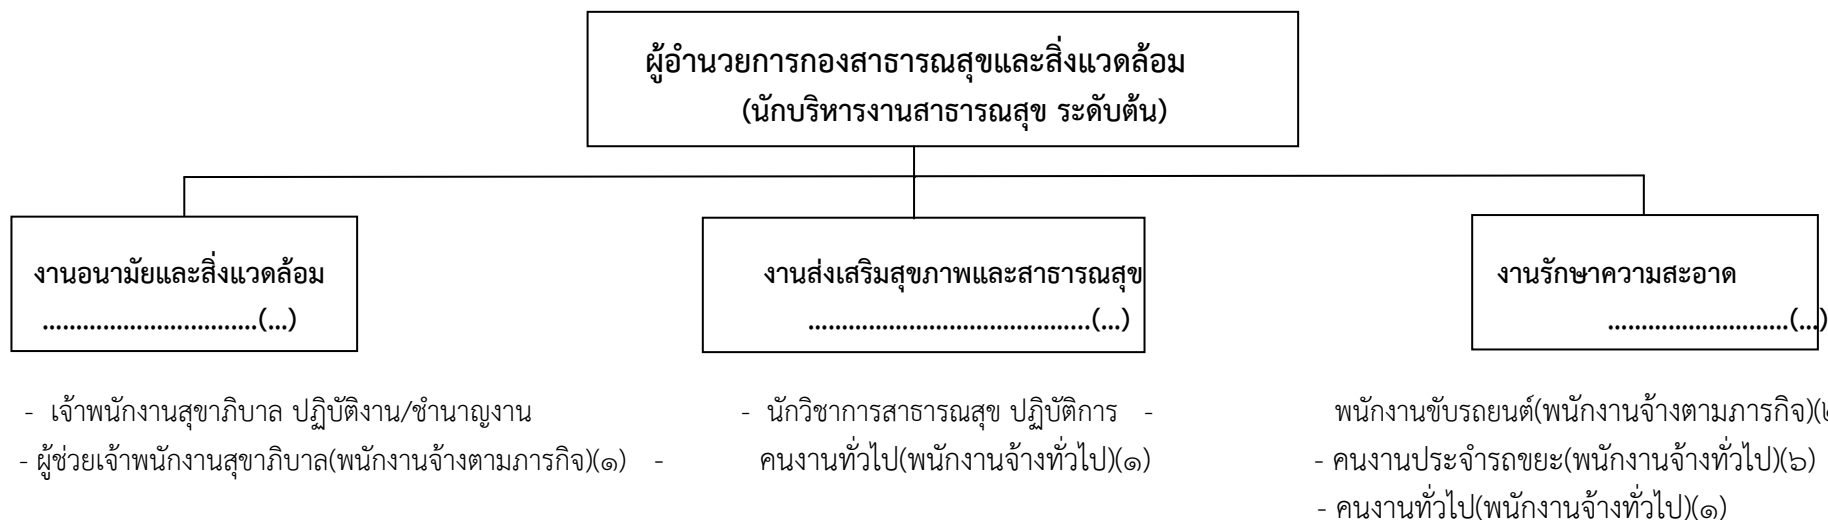 ผู้อำนวยการกองสาธารณสุขและสิ่งแวดล้อม
(นักบริหารงานสาธารณสุข ระดับต้น)
งานอนามัยและสิ่งแวดล้อม
................................(...)
งานส่งเสริมสุขภาพและสาธารณสุข
..........................................(...)
งานรักษาความสะอาด
...........................(...)
- เจ้าพนักงานสุขาภิบาล ปฏิบัติงาน/ชำนาญงาน
- ผู้ช่วยเจ้าพนักงานสุขาภิบาล(พนักงานจ้างตามภารกิจ)(๑) -
- นักวิชาการสาธารณสุข ปฏิบัติการ -
คนงานทั่วไป(พนักงานจ้างทั่วไป)(๑)
พนักงานขับรถยนต์(พนักงานจ้างตามภารกิจ)
- คนงานประจำรถขยะ(พนักงานจ้างทั่วไป)(๖)
- คนงานทั่วไป(พนักงานจ้างทั่วไป)(๑)